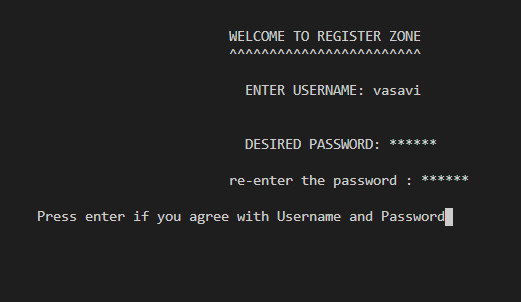 WELCOME TO REGISTER ZONE
^^^^^^^^^^^^^^^^^^^^^^^^
ENTER USERNAME: vasavi
DESIRED PASSWORD: ******
re-enter the password : ******
Press enter if you agree with Username and Password